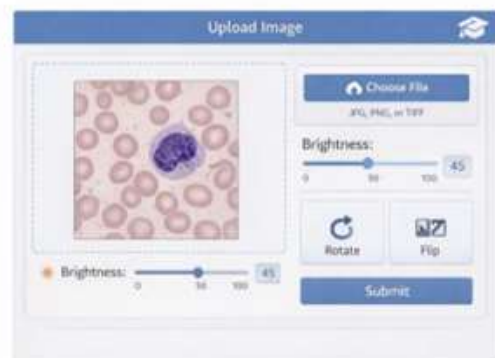 Upload Image
Choose File
JPG, PNG, or TIFF
Brightness:
45
0 50 100
Rotate Flip
Brightness: 45
0 50 100
Submit